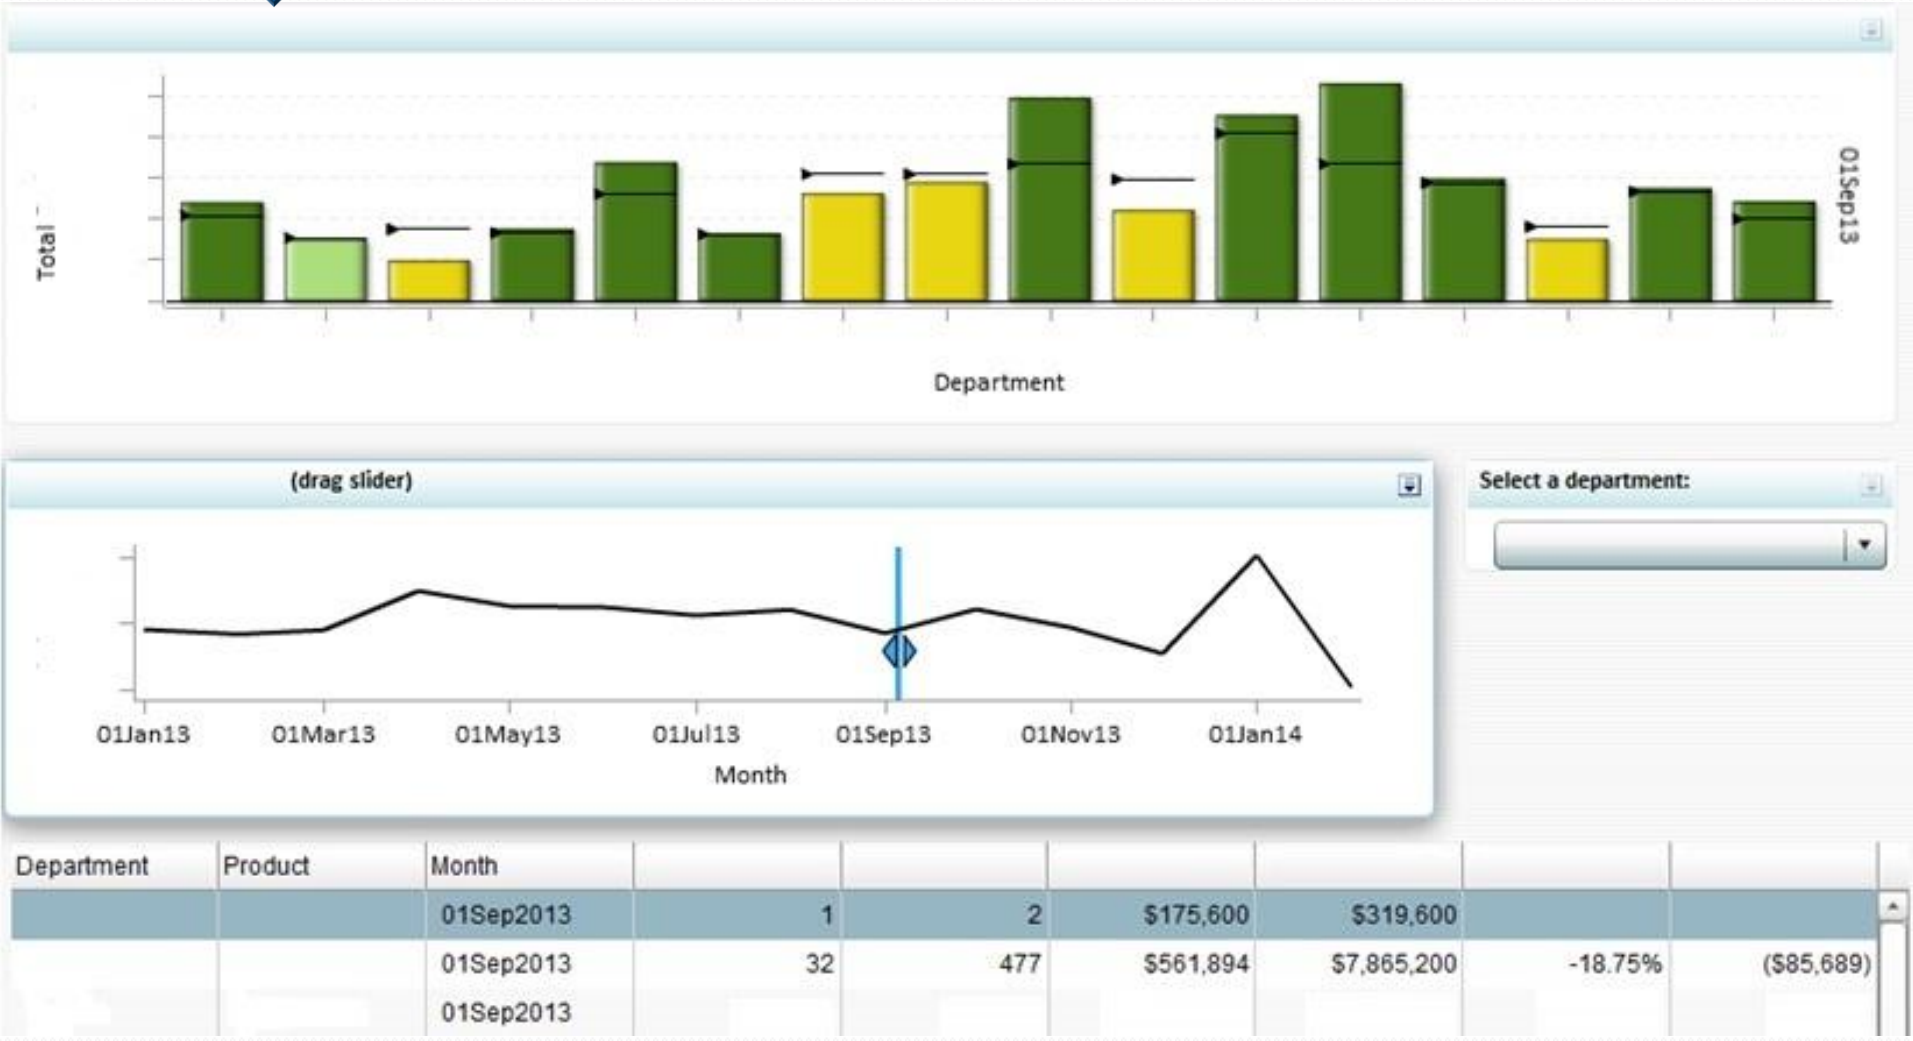 Total
01Sep13
Department
(drag slider)
Select a department:
01Jan13 01Mar13 01May13 01Jul13 01Sep13 01Nov13 01Jan14
Month
Department Product Month
01Sep2013 1 2 $175,600 $319,600
01Sep2013 32 477 $561,894 $7,865,200 -18.75% ($85,689)
01Sep2013